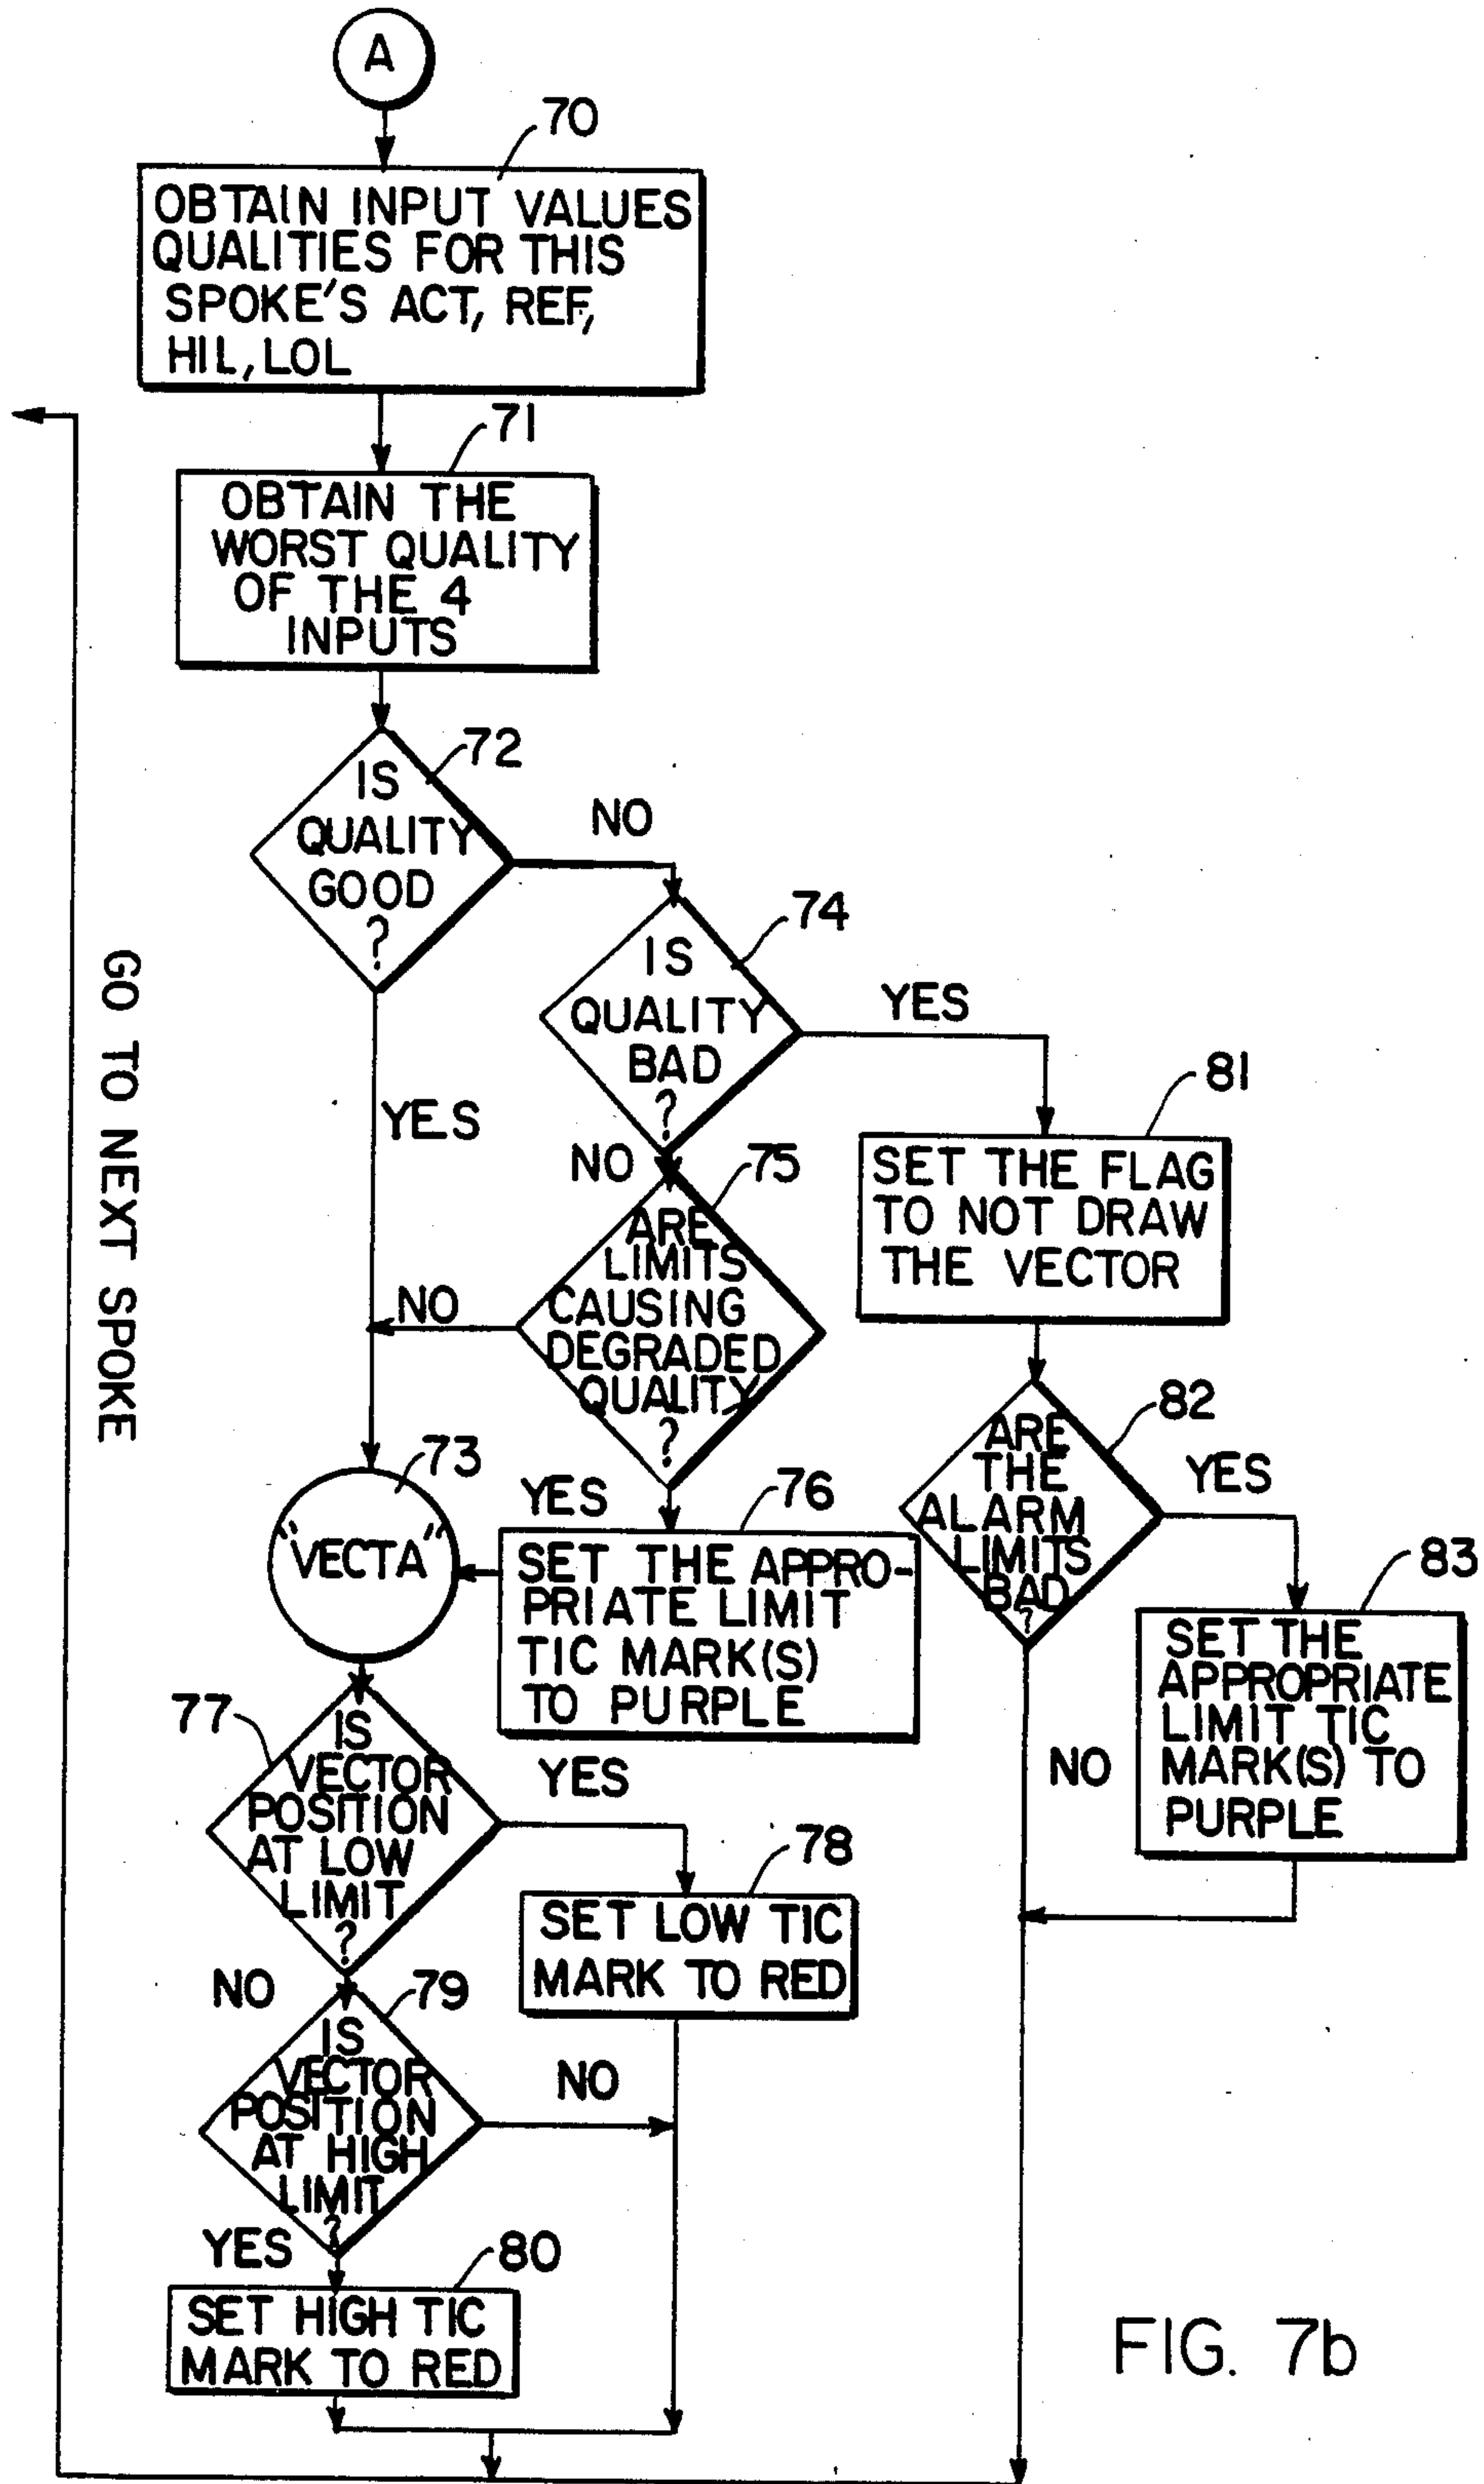 A
70
OBTAIN INPUT VALUES
QUALITIES FOR THIS
SPOKE'S ACT, REF,
HIL, LOL
71
OBTAIN THE
WORST QUALITY
OF THE 4
INPUTS
72
IS
QUALITY
GOOD
?
NO
YES
74
IS
QUALITY
BAD
?
YES
NO
75
ARE
LIMITS
CAUSING
DEGRADED
QUALITY
?
NO
YES
76
SET THE APPRO-
PRIATE LIMIT
TIC MARK(S)
TO PURPLE
73
"VECTA"
77
IS
VECTOR
POSITION
AT LOW
LIMIT
?
YES
78
SET LOW TIC
MARK TO RED
NO
79
IS
VECTOR
POSITION
AT HIGH
LIMIT
?
NO
YES
80
SET HIGH TIC
MARK TO RED
81
SET THE FLAG
TO NOT DRAW
THE VECTOR
82
ARE
THE
ALARM
LIMITS
BAD
?
YES
NO
83
SET THE
APPROPRIATE
LIMIT TIC
MARK(S) TO
PURPLE
GO TO NEXT SPOKE
FIG. 7b